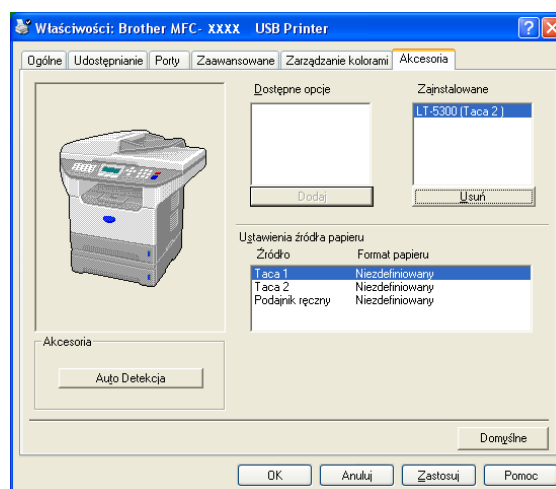 Właściwości: Brother MFC- XXXX USB Printer
Ogólne Udostępnianie Porty Zaawansowane Zarządzanie kolorami Akcesoria
Dostępne opcje Zajnstalowane
LT-5300 (Taca 2 )
Dodaj Usuń
Ustawienia źródła papieru
Źródło Format papieru
Taca 1 Niezdefiniowany
Taca 2 Niezdefiniowany
Podajnik ręczny Niezdefiniowany
Akcesoria
Auto Detekcja
Domyślne
OK Anuluj Zastosuj Pomoc